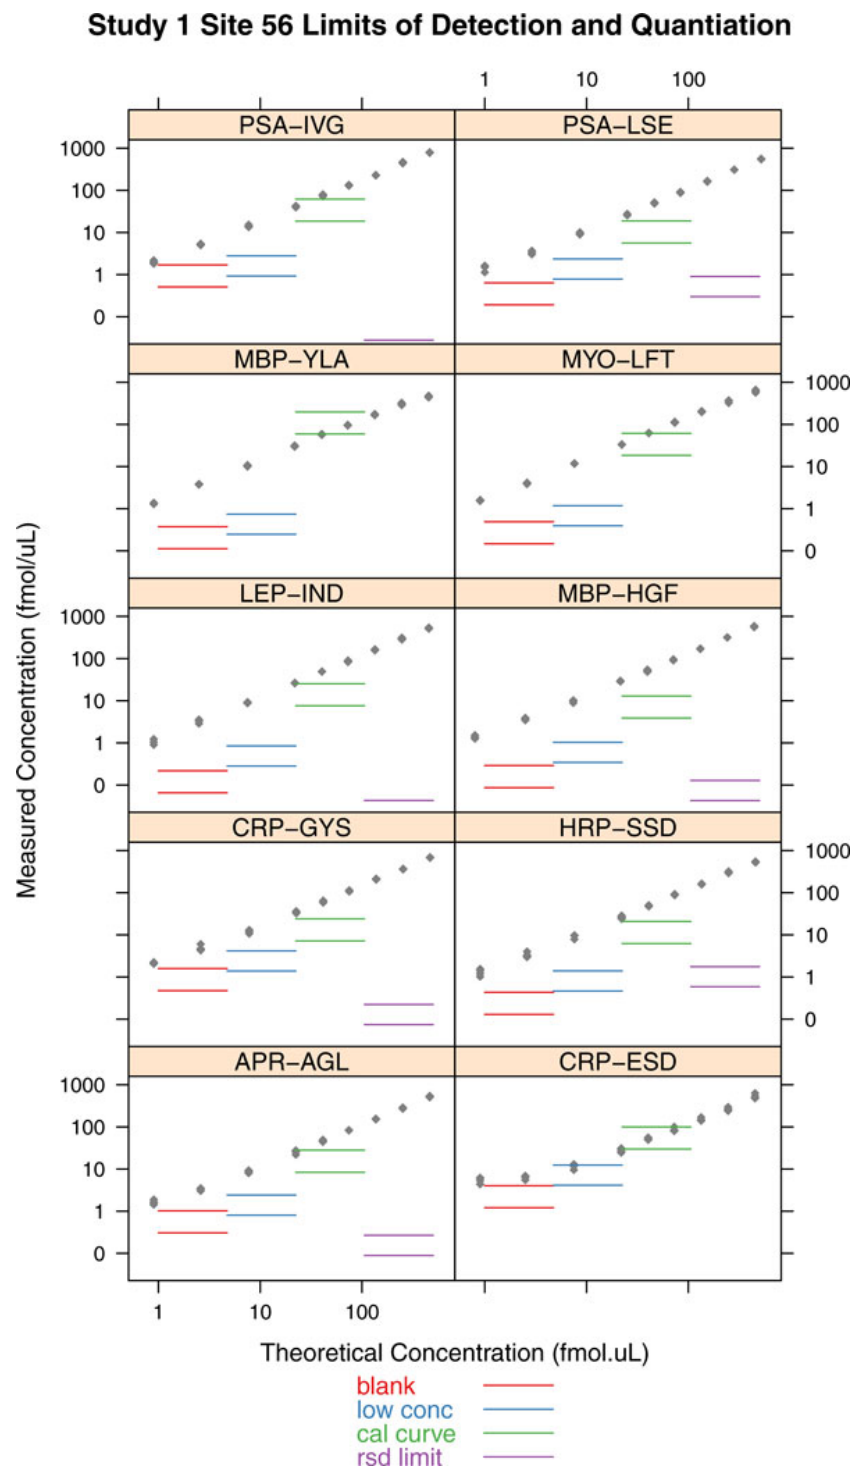 Study 1 Site 56 Limits of Detection and Quantiation
1 10 100
PSA−IVG PSA−LSE
1000
100
10
1
0
MBP−YLA MYO−LFT
1000
100
10
1
0
LEP−IND MBP−HGF
1000
100
10
1
0
CRP−GYS HRP−SSD
1000
100
10
1
0
APR−AGL CRP−ESD
1000
100
10
1
0
1 10 100
Measured Concentration (fmol/uL)
Theoretical Concentration (fmol.uL)
blank
low conc
cal curve
rsd limit